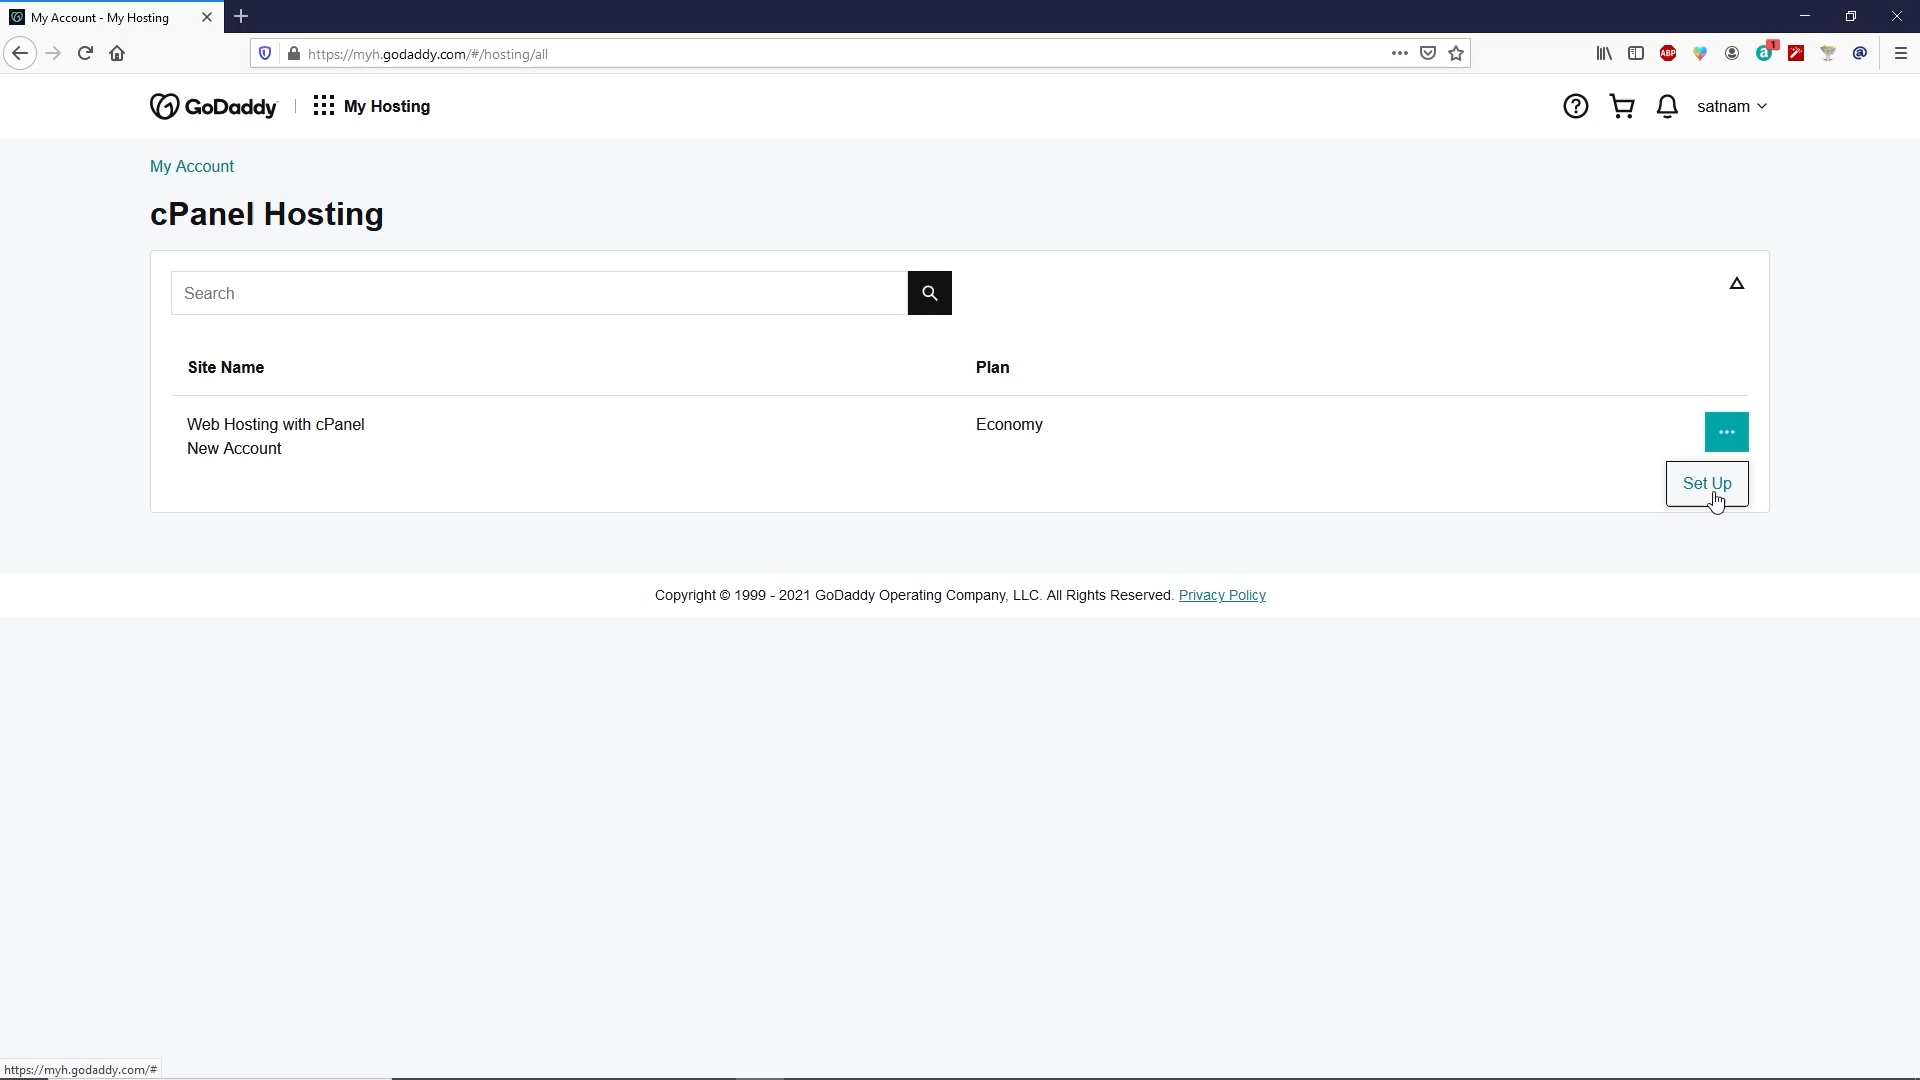 My Account - My Hosting
https://myh.godaddy.com/#/hosting/all
ABP
a
1
@
GoDaddy
My Hosting
satnam
My Account
cPanel Hosting
Search
Site Name
Plan
Web Hosting with cPanel
New Account
Economy
Set Up
Copyright © 1999 - 2021 GoDaddy Operating Company, LLC. All Rights Reserved. Privacy Policy
https://myh.godaddy.com/#